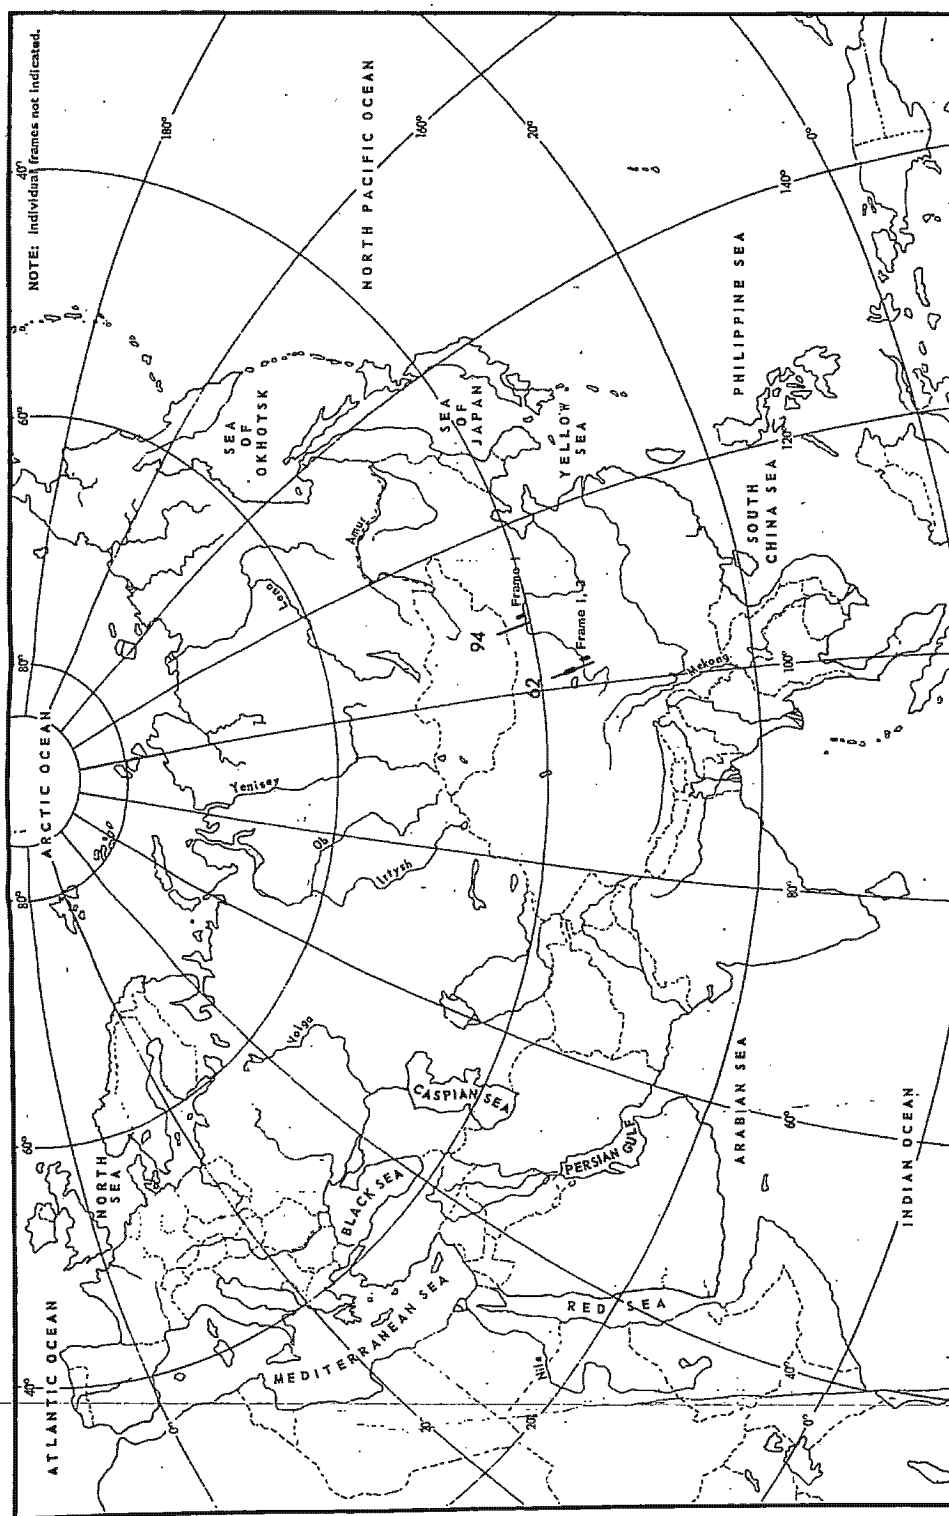 NOTE: Individual frames not indicated.
180°
160°
140°
120°
100°
80°
60°
40°
20°
0°
40°
60°
80°
80°
60°
40°
20°
0°
20°
0°
NORTH PACIFIC OCEAN
SEA
OF
OKHOTSK
SEA
OF
JAPAN
YELLOW
SEA
PHILIPPINE SEA
SOUTH
CHINA SEA
Amur
Lena
94
Frame 1
62
Frame 1, 3
Mekong
ARCTIC OCEAN
Yenisey
Ob
Irtysh
Volga
CASPIAN SEA
ARABIAN SEA
INDIAN OCEAN
NORTH
SEA
BLACK SEA
PERSIAN GULF
ATLANTIC OCEAN
MEDITERRANEAN SEA
RED SEA
Nile